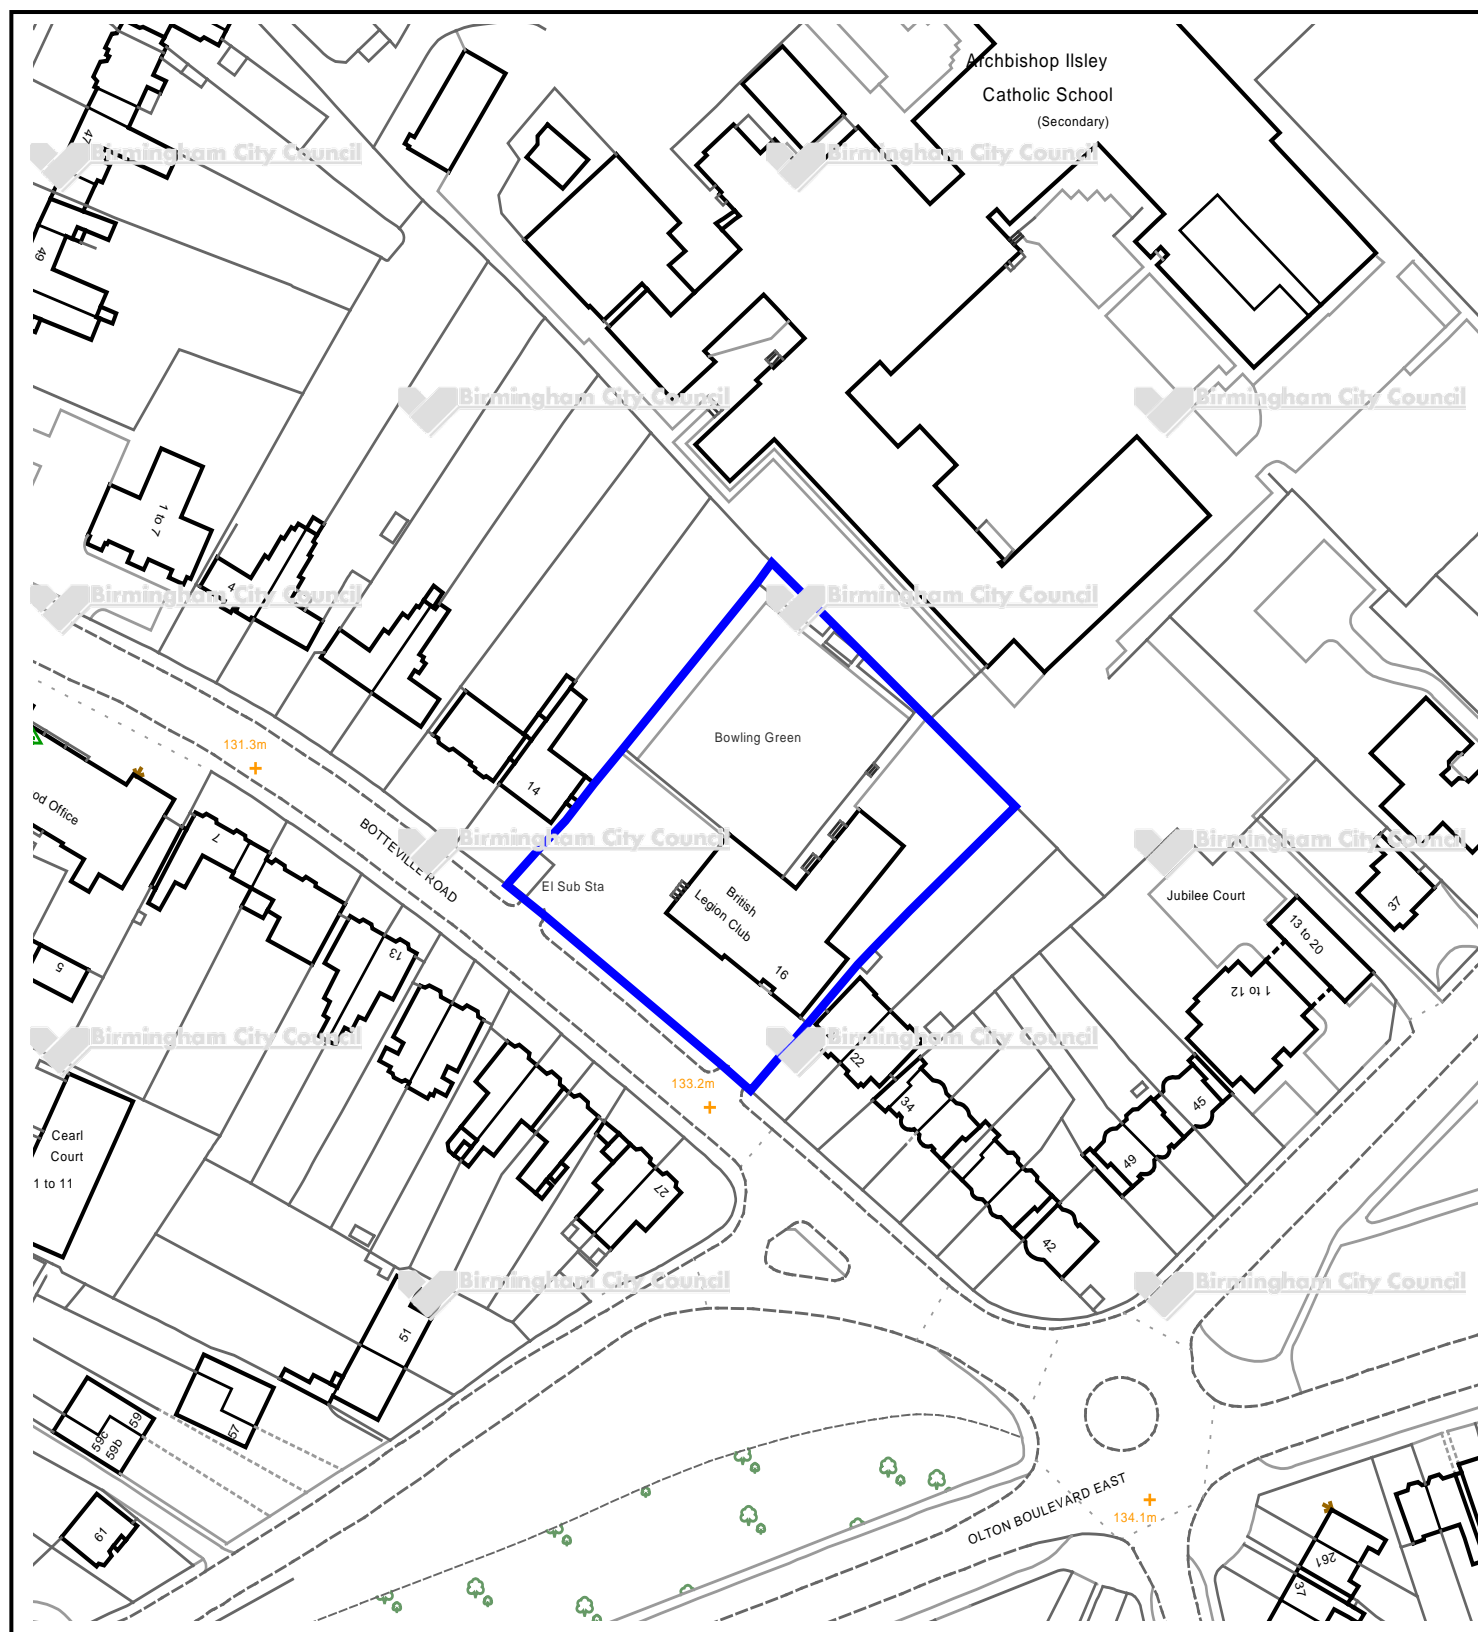 Archbishop Ilsley
Catholic School
(Secondary)
47
Birmingham City Council
Birmingham City Council
49
Birmingham City Council
Birmingham City Council
1 to 7
4
Birmingham City Council
Birmingham City Council
Bowling Green
131.3m
14
od Office
7
BOTTEVILLE ROAD
Birmingham City Council
Birmingham City Council
El Sub Sta
British
Legion Club
16
Jubilee Court
37
13 to 20
1 to 12
13
5
Birmingham City Council
Birmingham City Council
22
133.2m
34
45
49
Cearl
Court
1 to 11
27
42
Birmingham City Council
Birmingham City Council
51
59
59c
59b
57
61
OLTON BOULEVARD EAST
134.1m
261
37